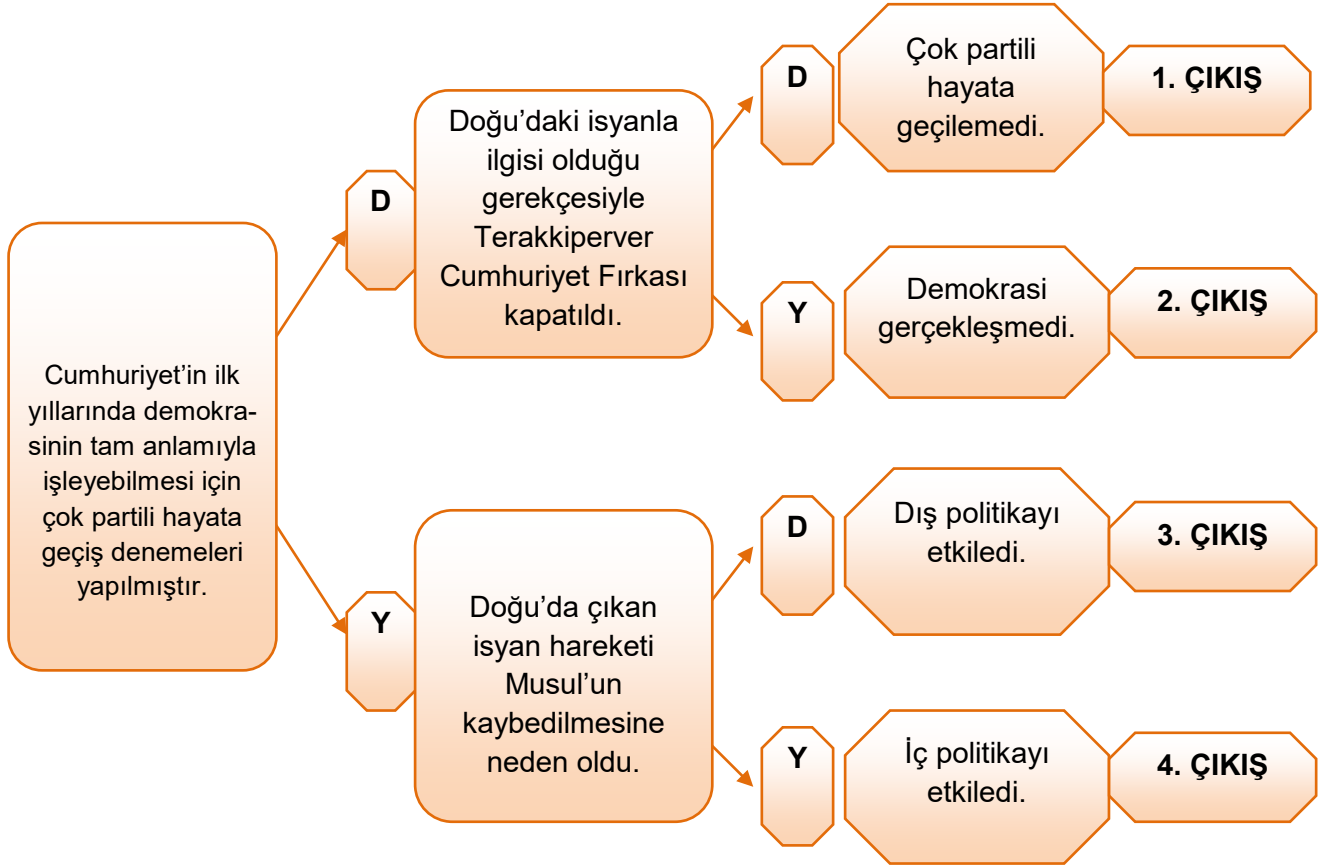 Cumhuriyet’in ilk
yıllarında demokra-
sinin tam anlamıyla
işleyebilmesi için
çok partili hayata
geçiş denemeleri
yapılmıştır.
D
Doğu’daki isyanla
ilgisi olduğu
gerekçesiyle
Terakkiperver
Cumhuriyet Fırkası
kapatıldı.
D
Çok partili
hayata
geçilemedi.
1. ÇIKIŞ
Y
Demokrasi
gerçekleşmedi.
2. ÇIKIŞ
Y
Doğu’da çıkan
isyan hareketi
Musul’un
kaybedilmesine
neden oldu.
D
Dış politikayı
etkiledi.
3. ÇIKIŞ
Y
İç politikayı
etkiledi.
4. ÇIKIŞ